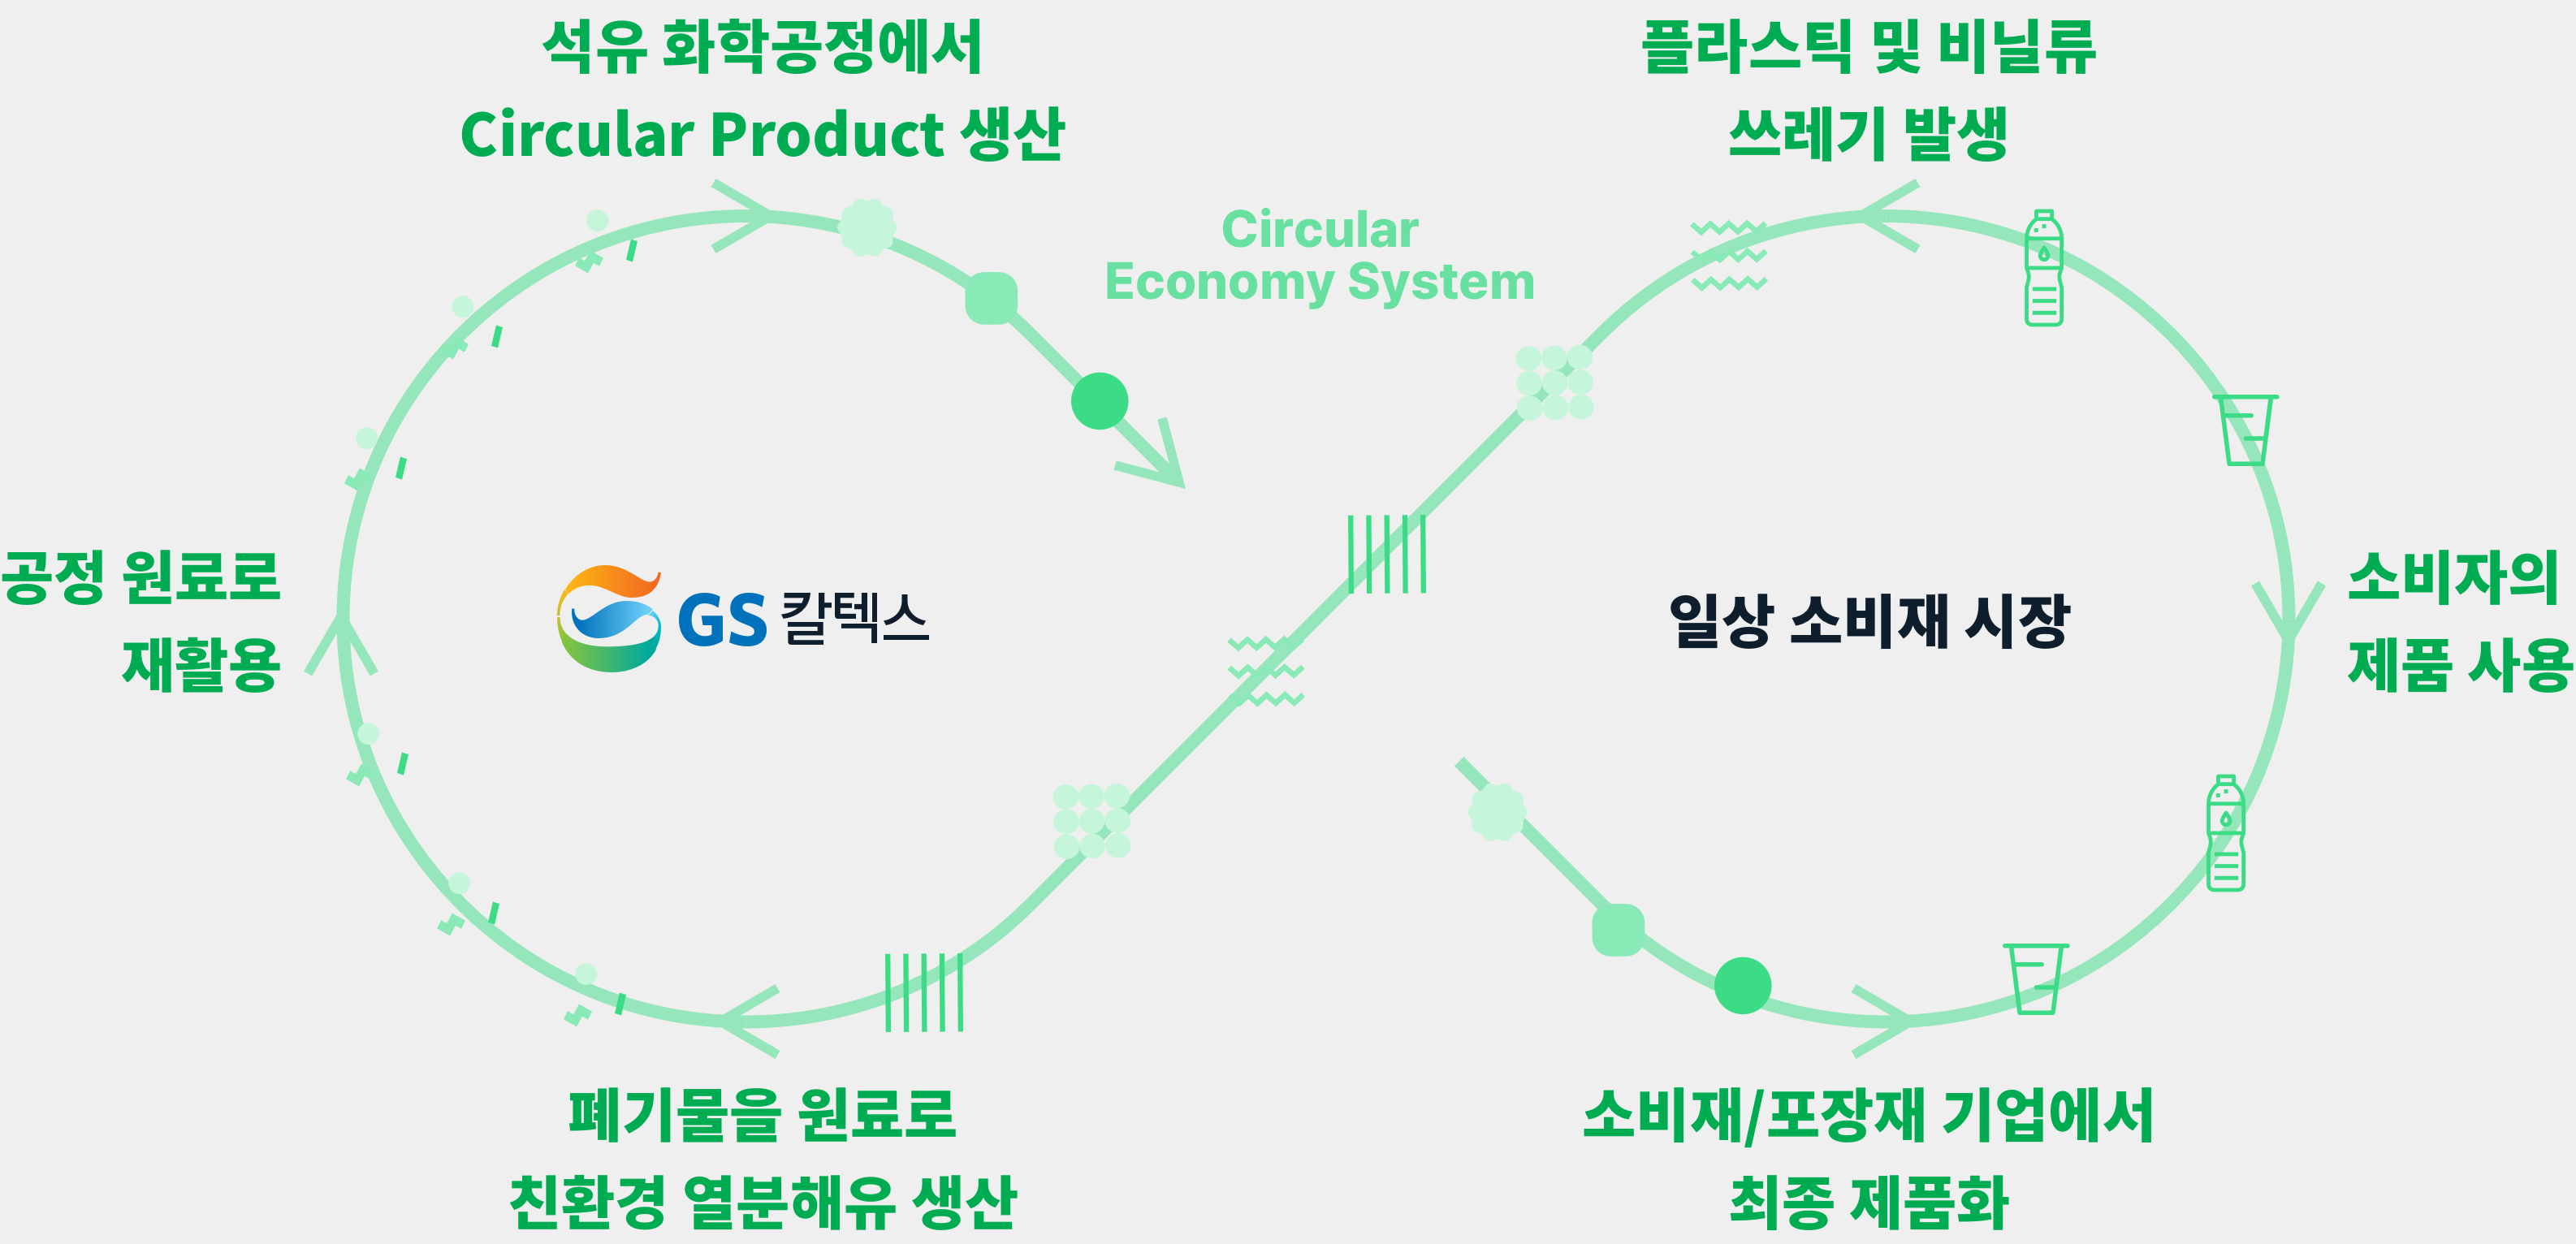 석유 화학공정에서
Circular Product 생산
플라스틱 및 비닐류
쓰레기 발생
Circular
Economy System
공정 원료로
재활용
GS 칼텍스
일상 소비재 시장
소비자의
제품 사용
폐기물을 원료로
친환경 열분해유 생산
소비재/포장재 기업에서
최종 제품화